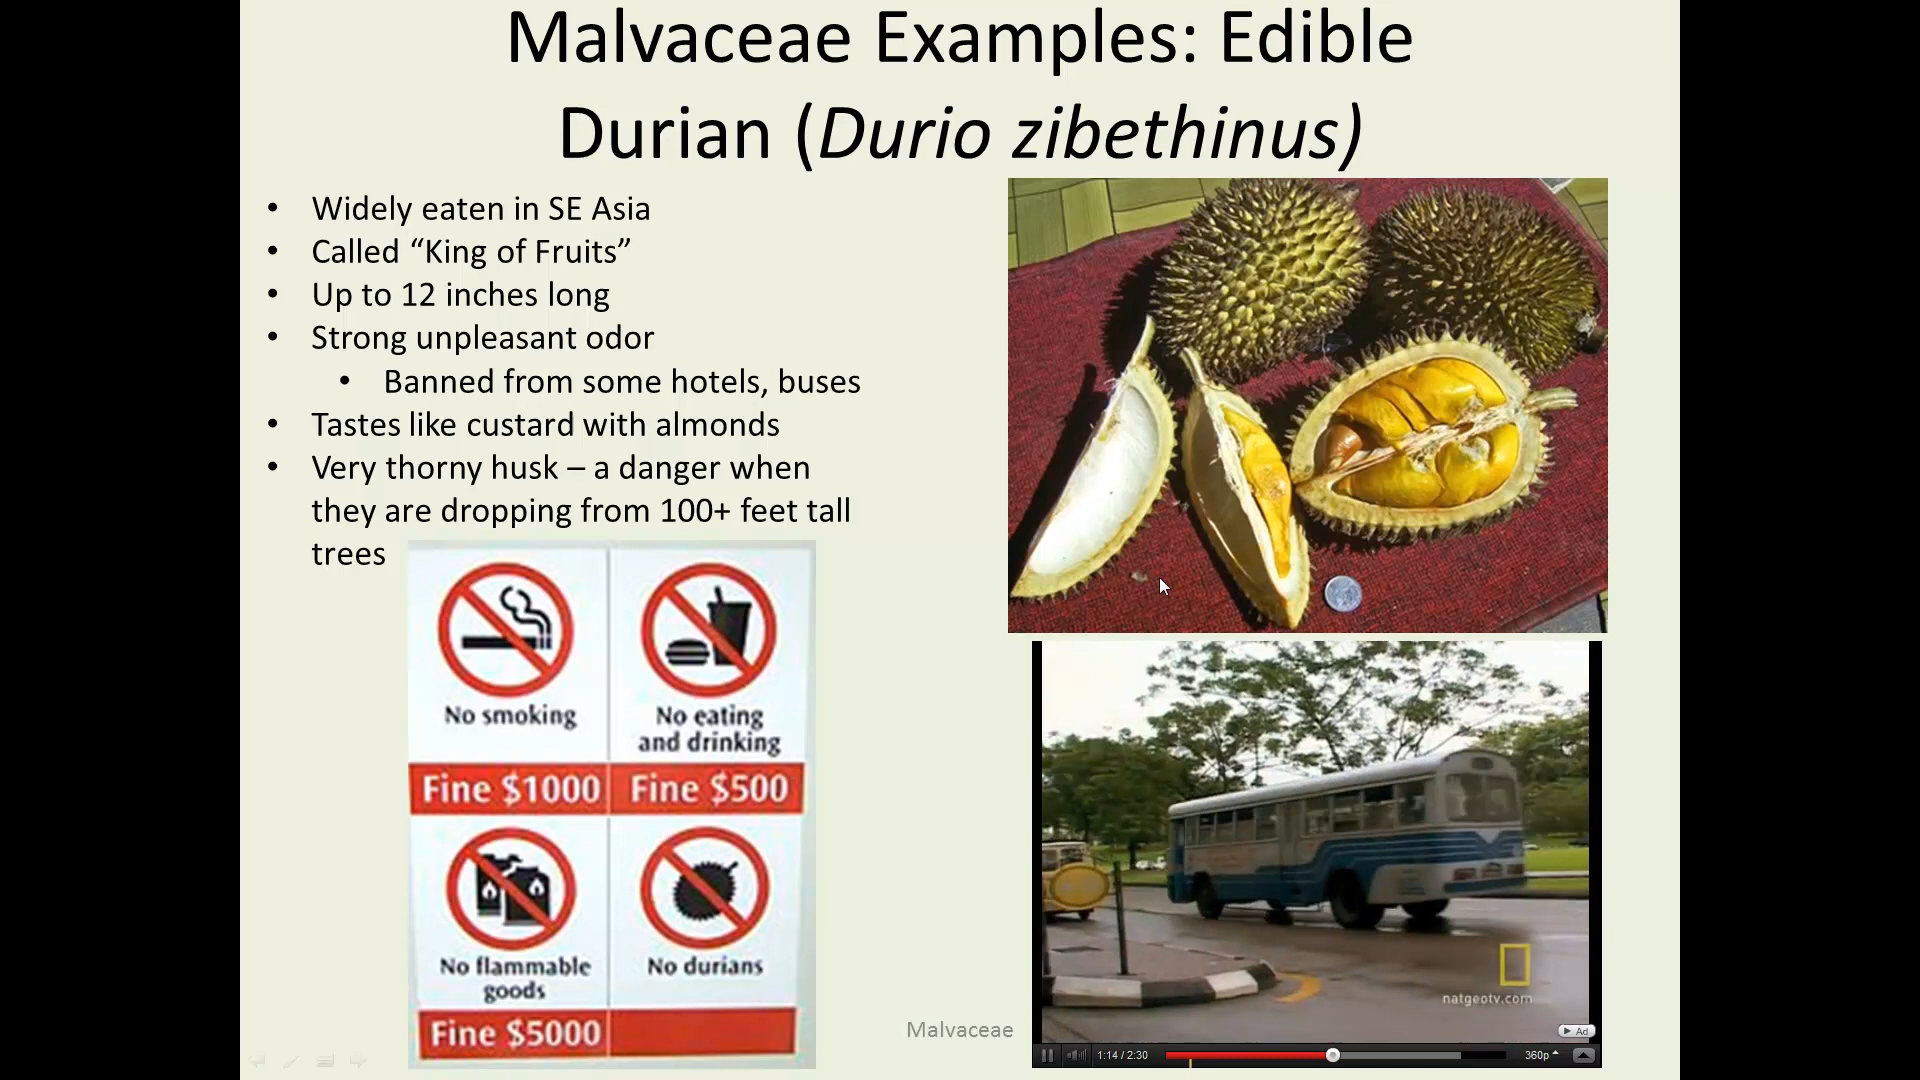 Malvaceae Examples: Edible
Durian (Durio zibethinus)
• Widely eaten in SE Asia
• Called “King of Fruits”
• Up to 12 inches long
• Strong unpleasant odor
• Banned from some hotels, buses
• Tastes like custard with almonds
• Very thorny husk – a danger when
they are dropping from 100+ feet tall
trees
No smoking
Fine $1000
No eating
and drinking
Fine $500
No flammable
goods
Fine $5000
No durians
Malvaceae
natgeotv.com
Ad
1:14 / 2:30
360p